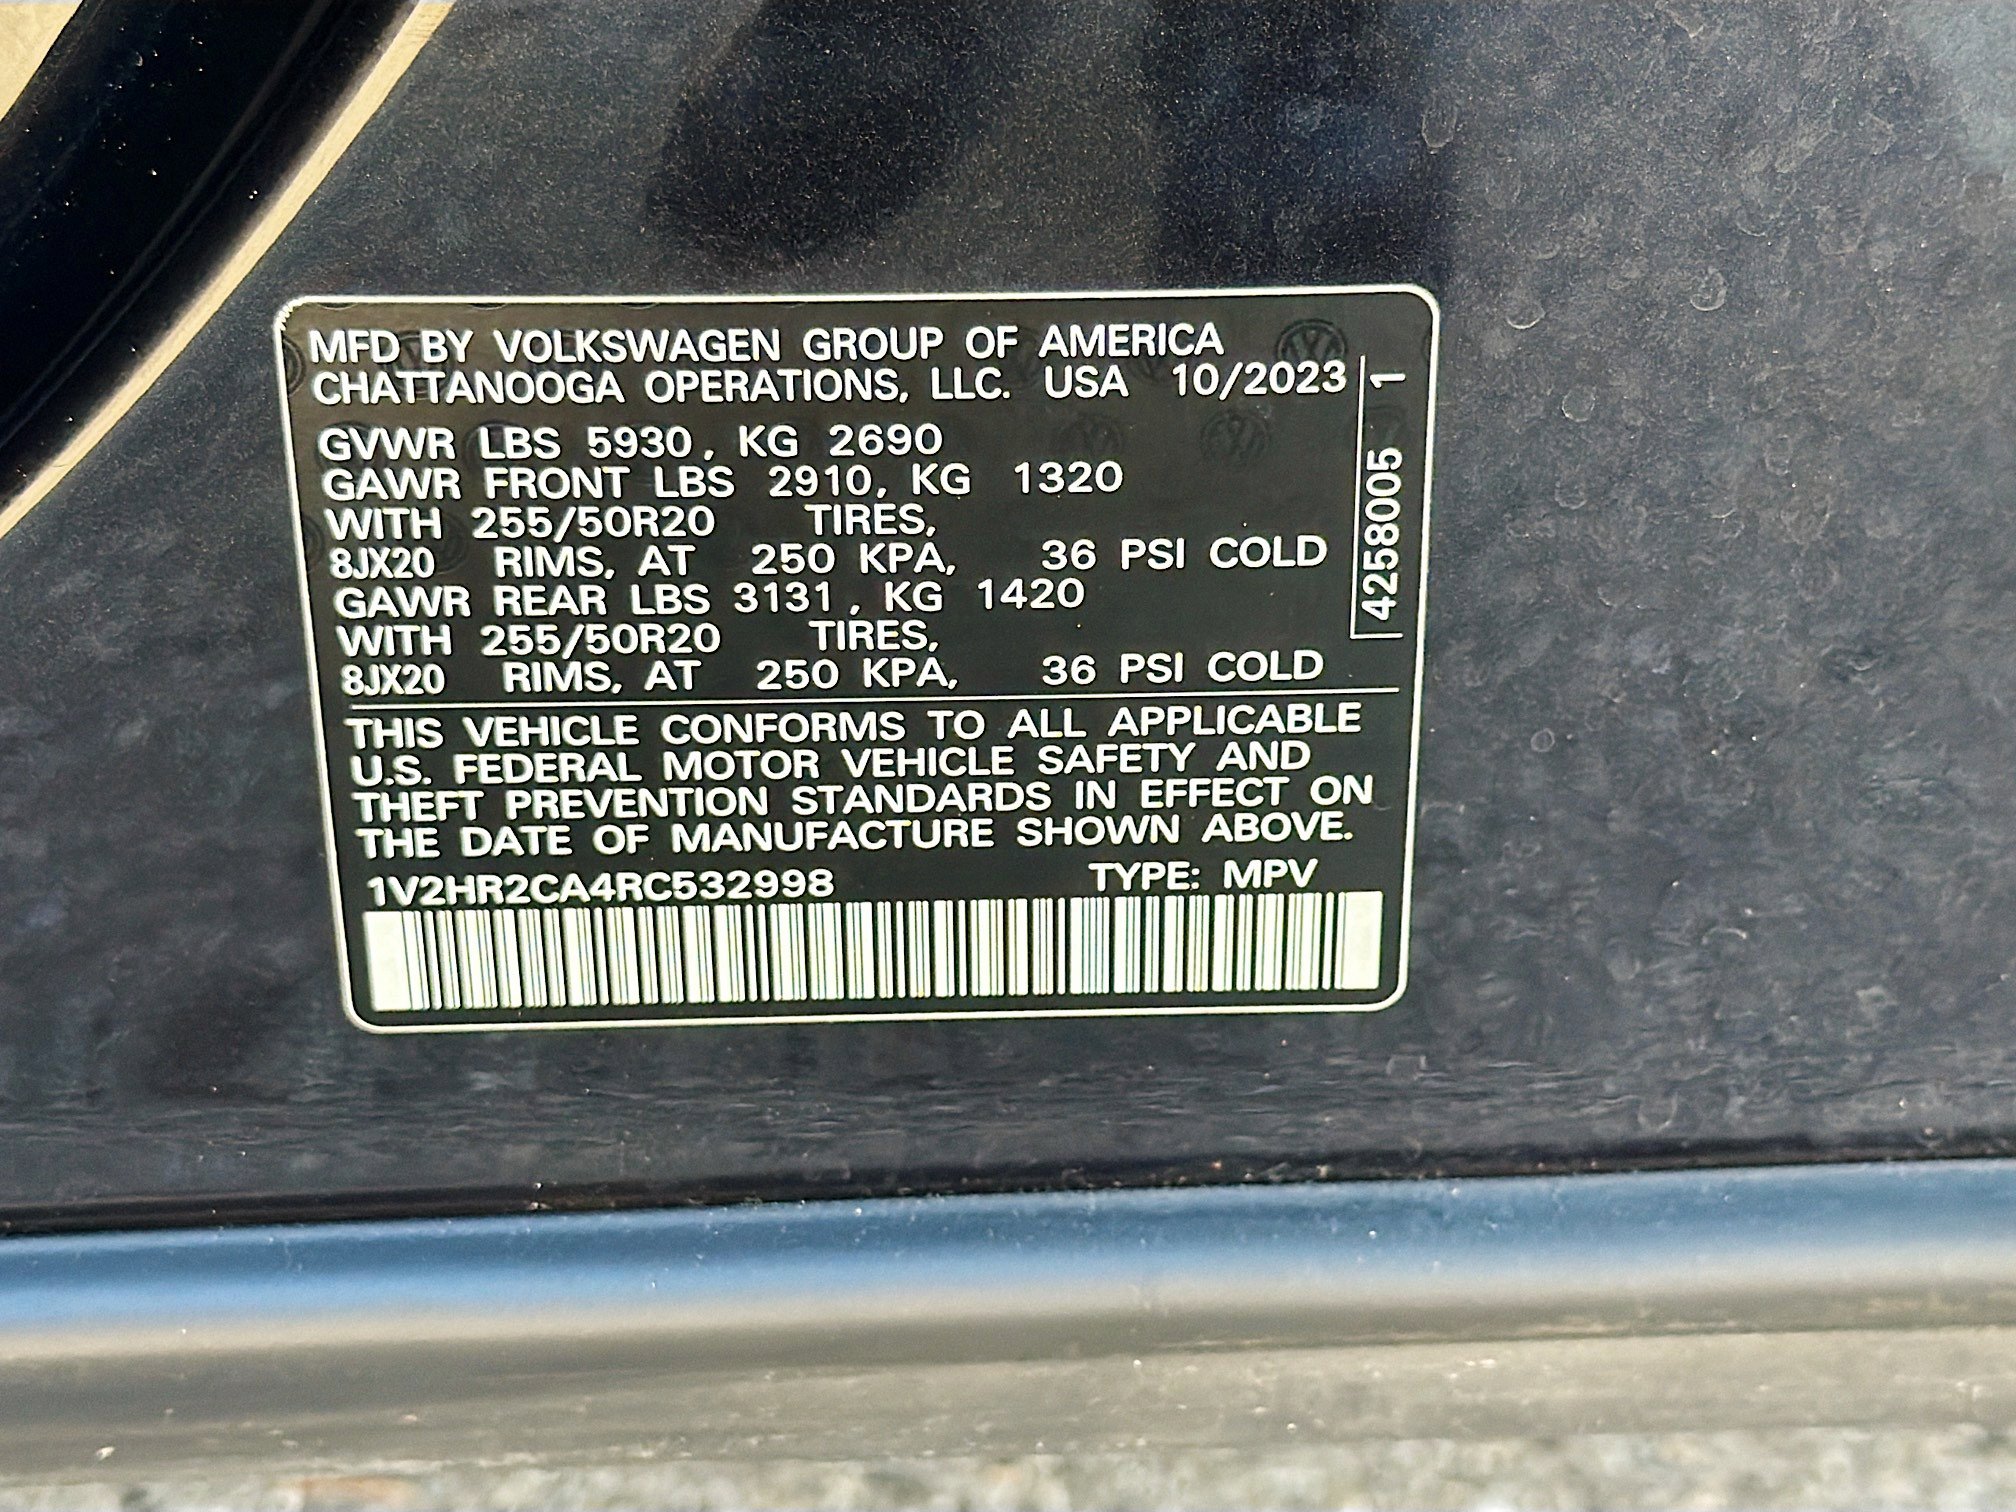 MFD BY VOLKSWAGEN GROUP OF AMERICA
CHATTANOOGA OPERATIONS, LLC. USA 10/2023
GVWR LBS 5930, KG 2690
GAWR FRONT LBS 2910, KG 1320
WITH 255/50R20 TIRES,
8JX20 RIMS, AT 250 KPA, 36 PSI COLD
GAWR REAR LBS 3131, KG 1420
WITH 255/50R20 TIRES,
8JX20 RIMS, AT 250 KPA, 36 PSI COLD
THIS VEHICLE CONFORMS TO ALL APPLICABLE
U.S. FEDERAL MOTOR VEHICLE SAFETY AND
THEFT PREVENTION STANDARDS IN EFFECT ON
THE DATE OF MANUFACTURE SHOWN ABOVE.
1V2HR2CA4RC532998 TYPE: MPV
4258005 1